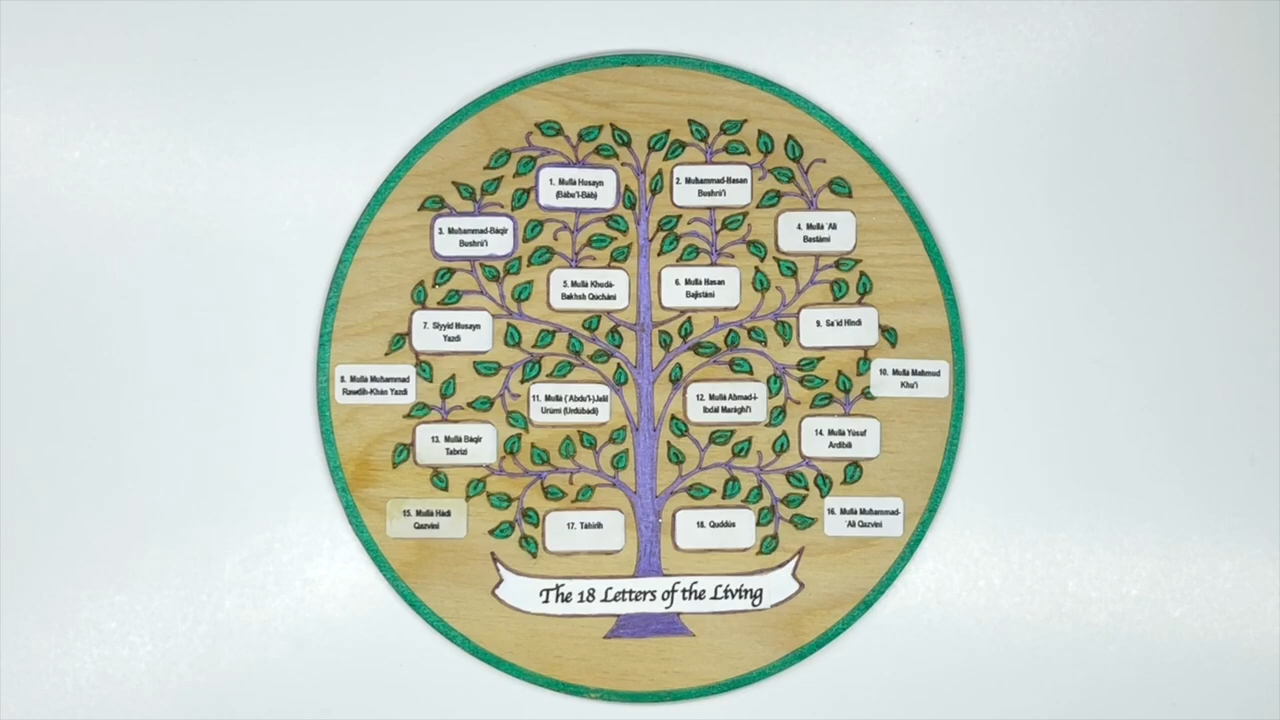 1. Mullá Husayn
(Bábu'l-Báb)
2. Muhammad-Hasan
Bushrú'í
3. Muhammad-Báqir
Bushrú'í
4. Mullá `Alí
Bastámí
5. Mullá Khudá-
Bakhsh Qúchání
6. Mullá Hasan
Bajistání
7. Siyyid Husayn
Yazdí
8. Mullá Muhammad
Rawdih-Khán Yazdí
9. Sa`id Hindí
10. Mullá Mahmud
Khu'í
11. Mullá (`Abdu'l-)Jalíl
Urúmí (Urdúbádí)
12. Mullá Ahmad-i-
Ibdál Marághi'í
13. Mullá Báqir
Tabrízí
14. Mullá Yúsuf
Ardibílí
15. Mullá Hádí
Qazvíní
16. Mullá Muhammad-
`Alí Qazvíní
17. Táhirih
18. Quddús
The 18 Letters of the Living